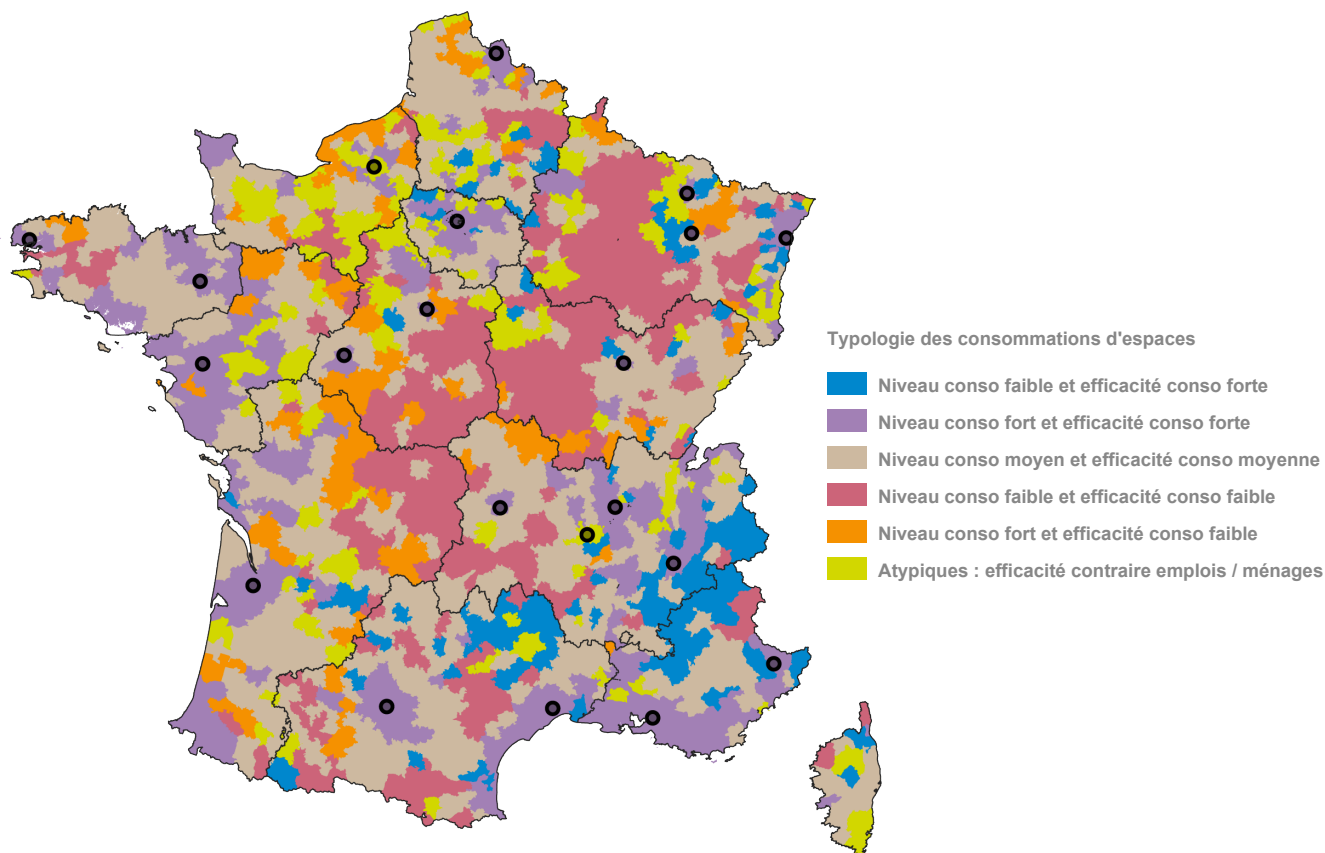 Typologie des consommations d'espaces
Niveau conso faible et efficacité conso forte
Niveau conso fort et efficacité conso forte
Niveau conso moyen et efficacité conso moyenne
Niveau conso faible et efficacité conso faible
Niveau conso fort et efficacité conso faible
Atypiques : efficacité contraire emplois / ménages